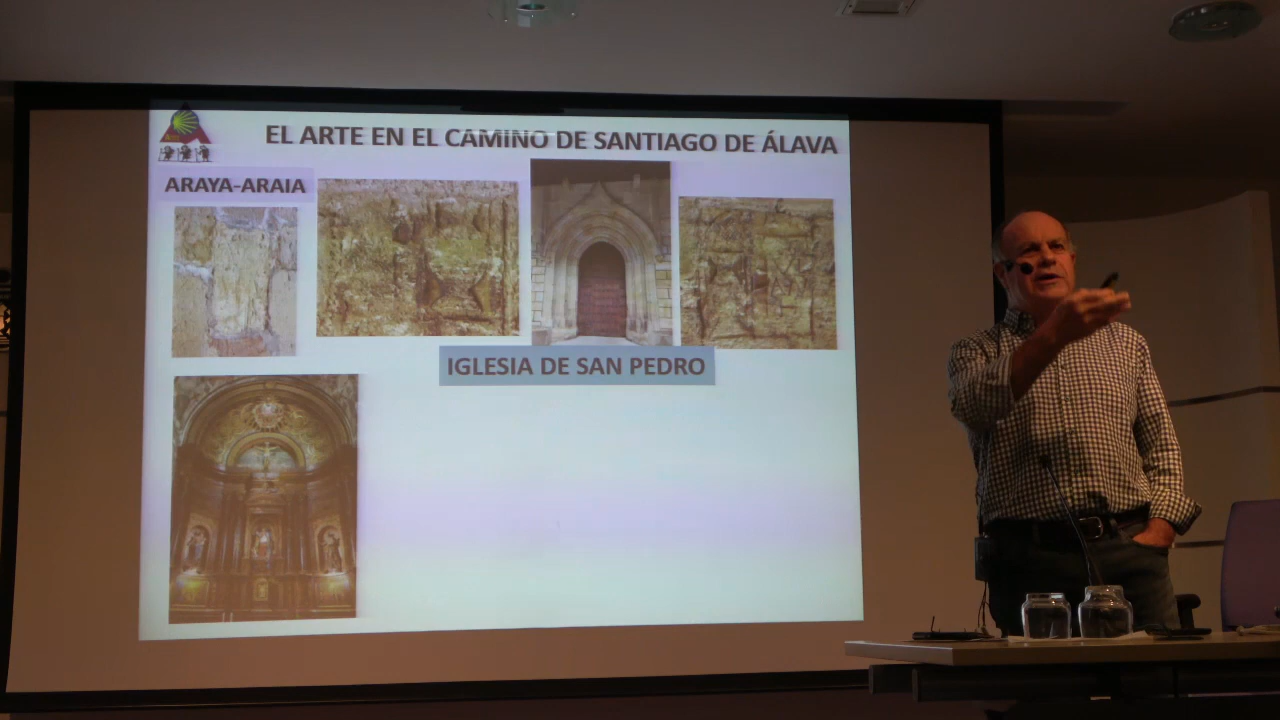 EL ARTE EN EL CAMINO DE SANTIAGO DE ÁLAVA
ARAYA-ARAIA
IGLESIA DE SAN PEDRO